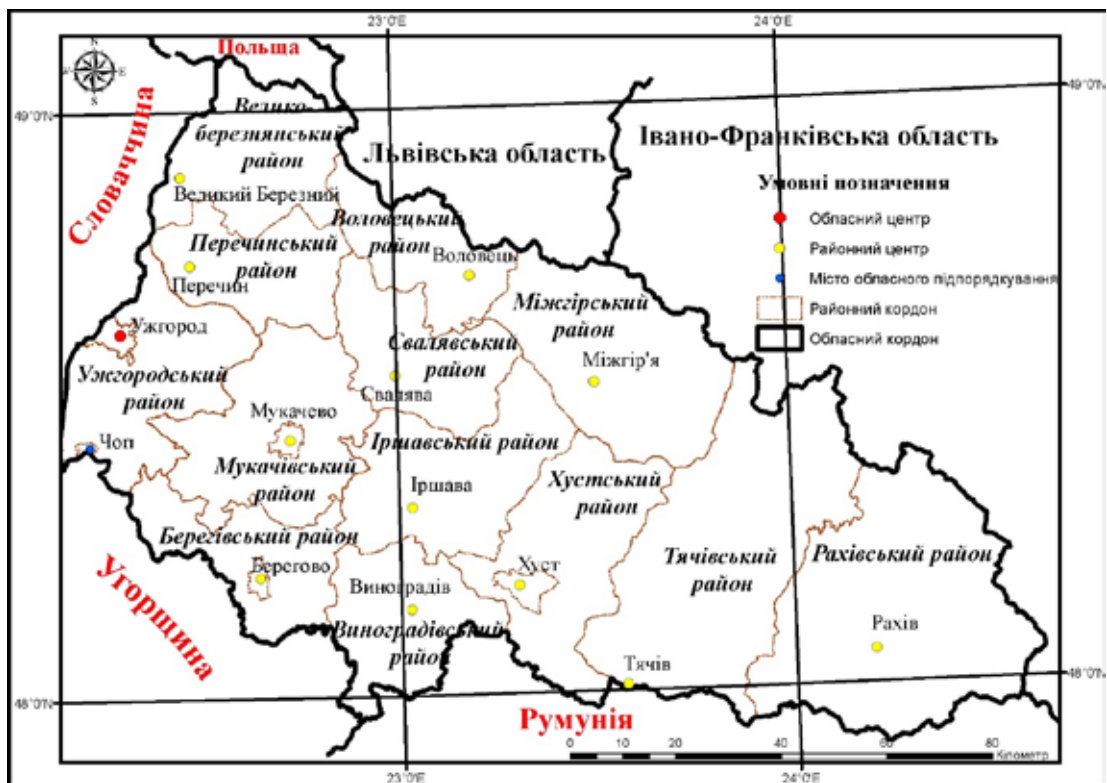 23°0'E
24°0'E
Польща
N
W
E
S
49°0'N
49°0'N
Словаччина
Велико-
березнянський
район
Великий Березний
Львівська область
Івано-Франківська область
Умовні позначення
Обласний центр
Районний центр
Місто обласного підпорядкування
Районний кордон
Обласний кордон
Воловецький
район
Воловець
Перечинський
район
Перечин
Міжгірський
район
Міжгір'я
Ужгород
Свалявський
район
Свалява
Ужгородський
район
Чоп
Мукачево
Мукачівський
район
Іршавський район
Іршава
Хустський
район
Хуст
Берегівський район
Берегово
Угорщина
Виноградів
Виноградівський
район
Тячівський
район
Тячів
Рахівський район
Рахів
48°0'N
48°0'N
Румунія
0 10 20 40 60 80
Кілометр
23°0'E
24°0'E